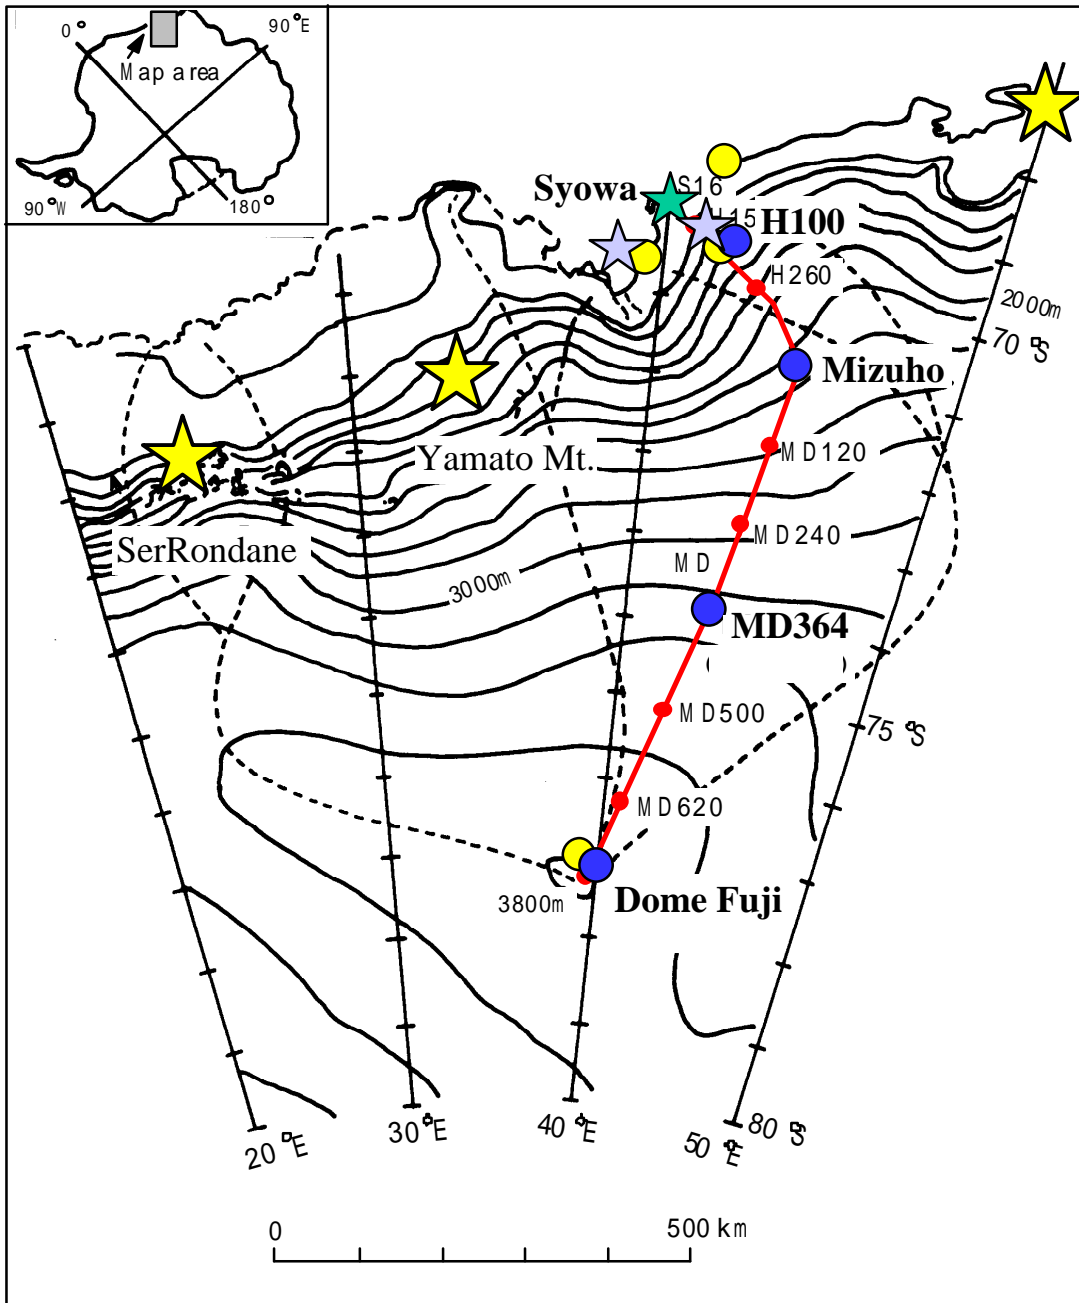 0°
90°E
Map area
90°W
180°
Syowa
S16
H15
H100
H260
2000m
70°S
Mizuho
MD120
Yamato Mt.
MD240
SerRondane
MD
3000m
MD364
MD500
75°S
MD620
3800m
Dome Fuji
20°E
30°E
40°E
50°E
80°S
0
500 km